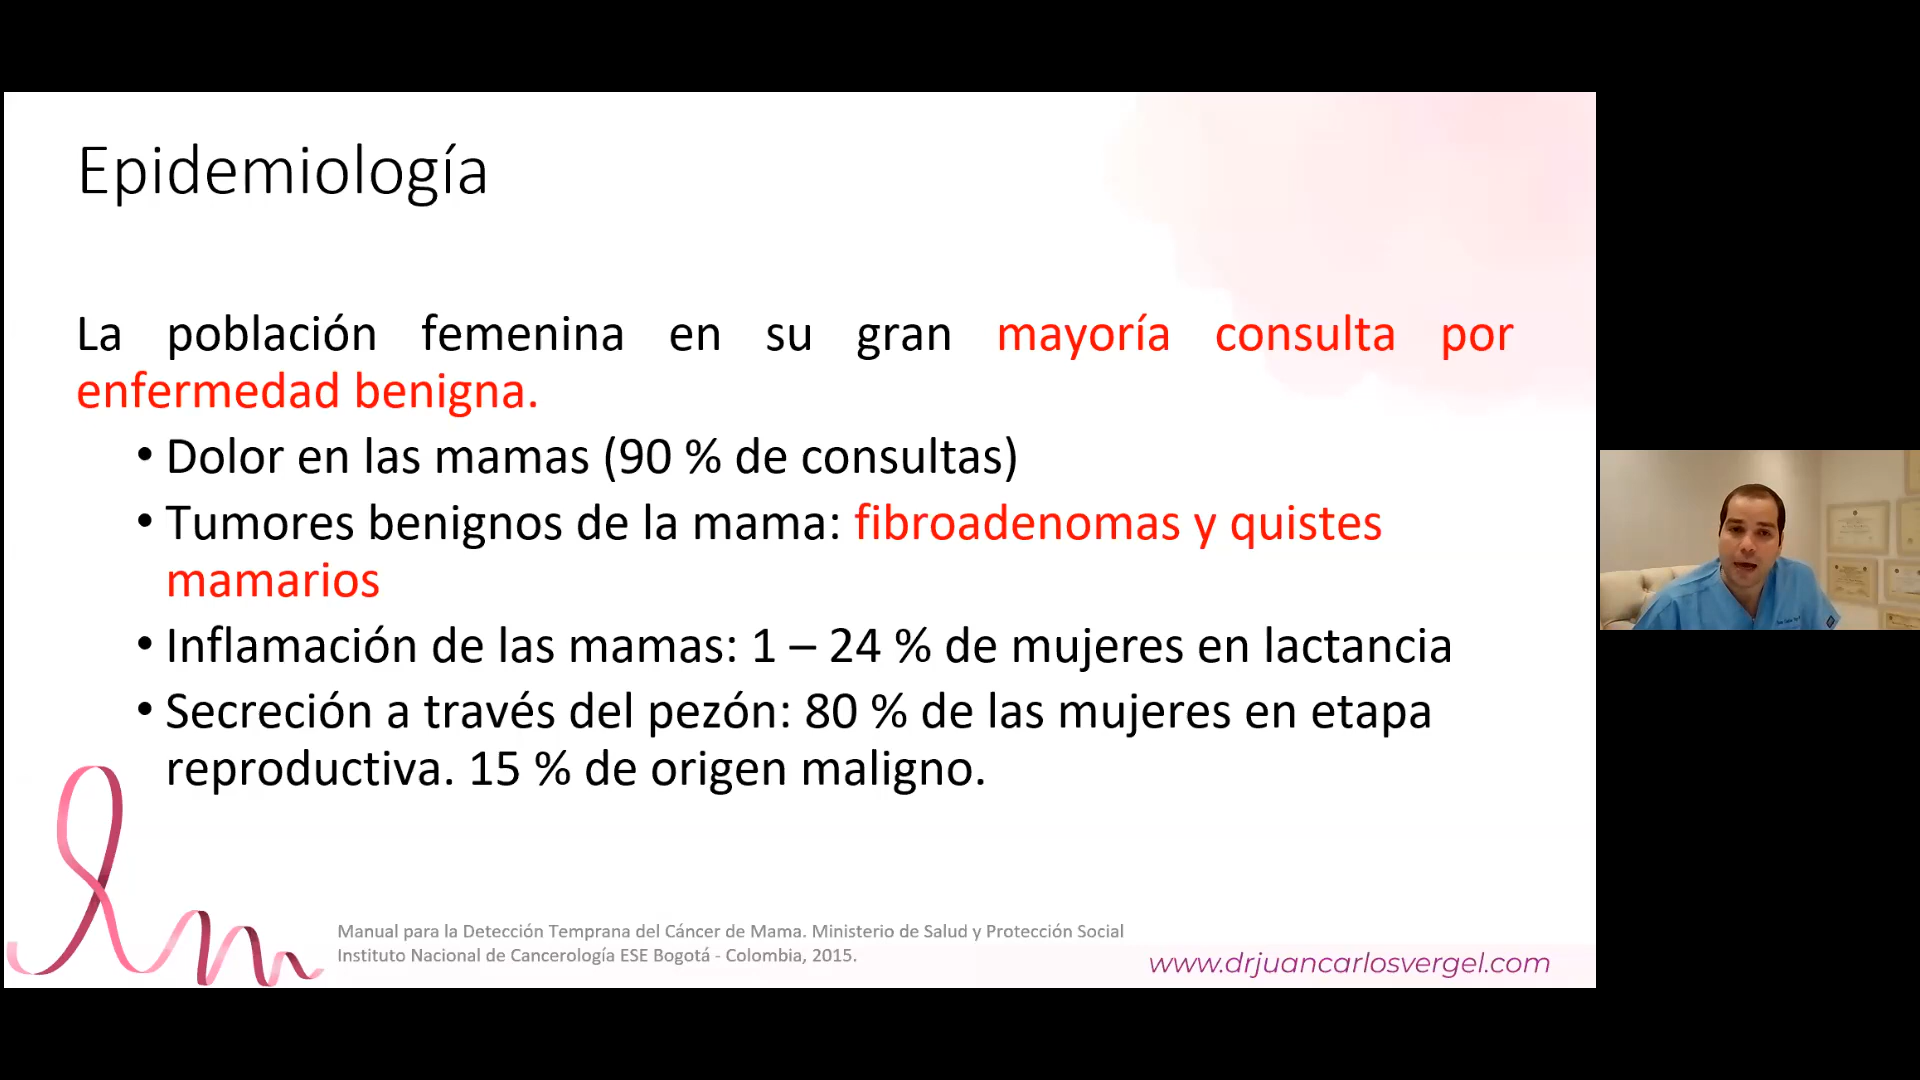 Epidemiología
La población femenina en su gran mayoría consulta por
enfermedad benigna.
• Dolor en las mamas (90 % de consultas)
• Tumores benignos de la mama: fibroadenomas y quistes
mamarios
• Inflamación de las mamas: 1 – 24 % de mujeres en lactancia
• Secreción a través del pezón: 80 % de las mujeres en etapa
reproductiva. 15 % de origen maligno.
Manual para la Detección Temprana del Cáncer de Mama. Ministerio de Salud y Protección Social
Instituto Nacional de Cancerología ESE Bogotá - Colombia, 2015.
www.drjuancarlosvergel.com